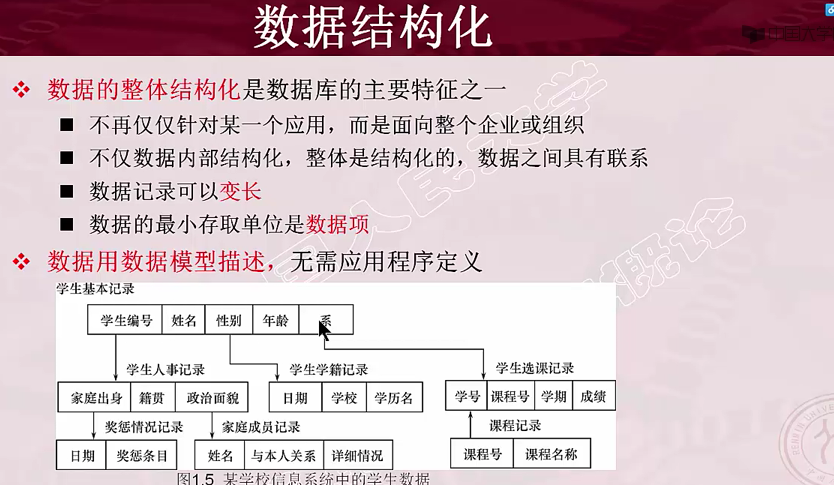 数据结构化
数据的整体结构化是数据库的主要特征之一
不再仅仅针对某一个应用，而是面向整个企业或组织
不仅数据内部结构化，整体是结构化的，数据之间具有联系
数据记录可以变长
数据的最小存取单位是数据项
数据用数据模型描述，无需应用程序定义
学生基本记录
学生编号 姓名 性别 年龄 系
学生人事记录 学生学籍记录 学生选课记录
家庭出身 籍贯 政治面貌 日期 学校 学历名 学号 课程号 学期 成绩
奖惩情况记录 家庭成员记录 课程记录
日期 奖惩条目 姓名 与本人关系 详细情况 课程号 课程名称
图1.5 某学校信息系统中的学生数据